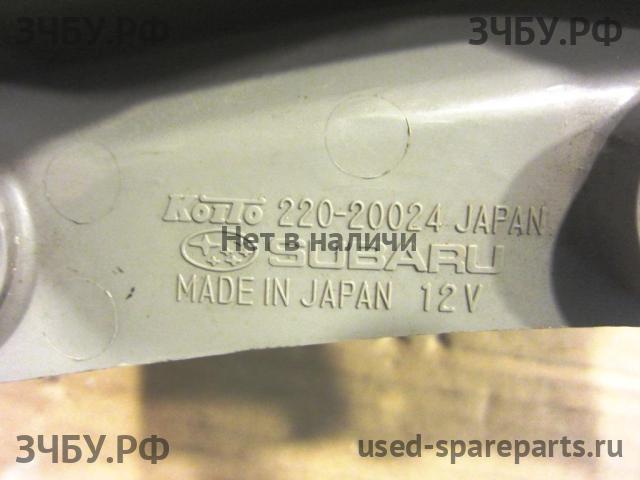 ЗЧБУ.РФ ЗЧБУ.РФ
KOITO 220-20024 JAPAN
Нет в наличии
SUBARU
MADE IN JAPAN 12V
ЗЧБУ.РФ used-spareparts.ru